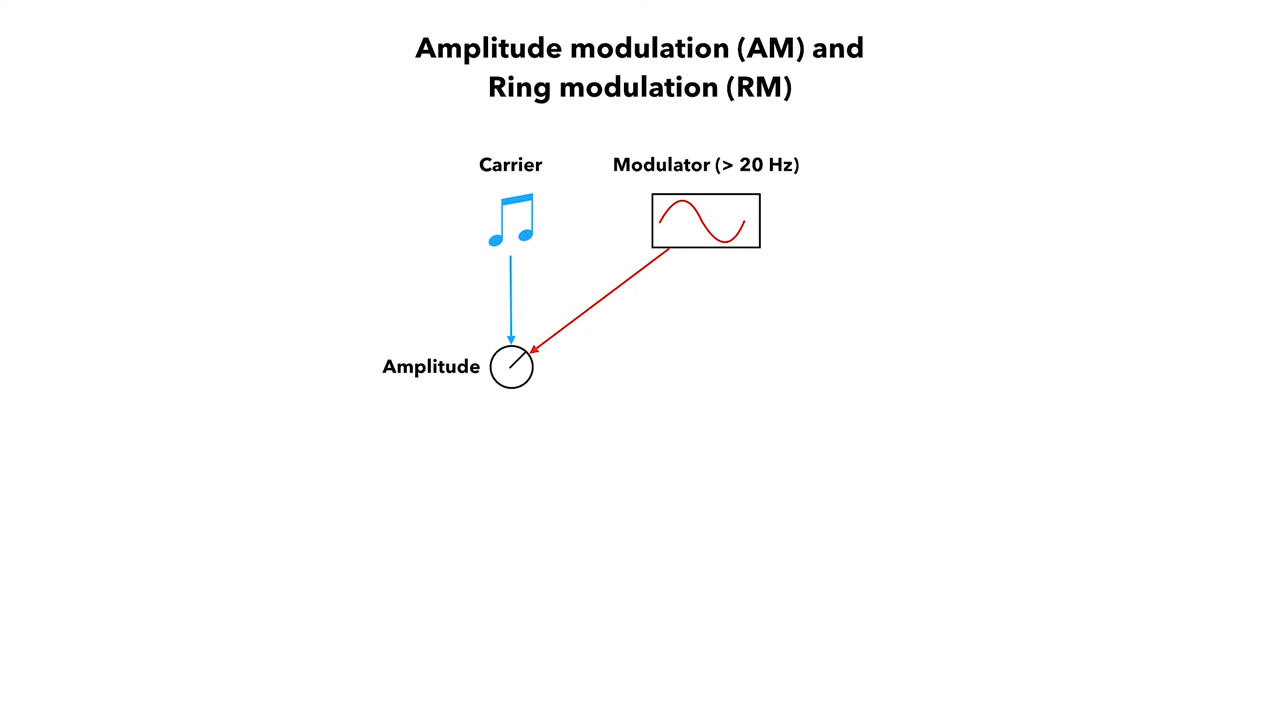 Amplitude modulation (AM) and
Ring modulation (RM)
Carrier
Modulator (> 20 Hz)
Amplitude